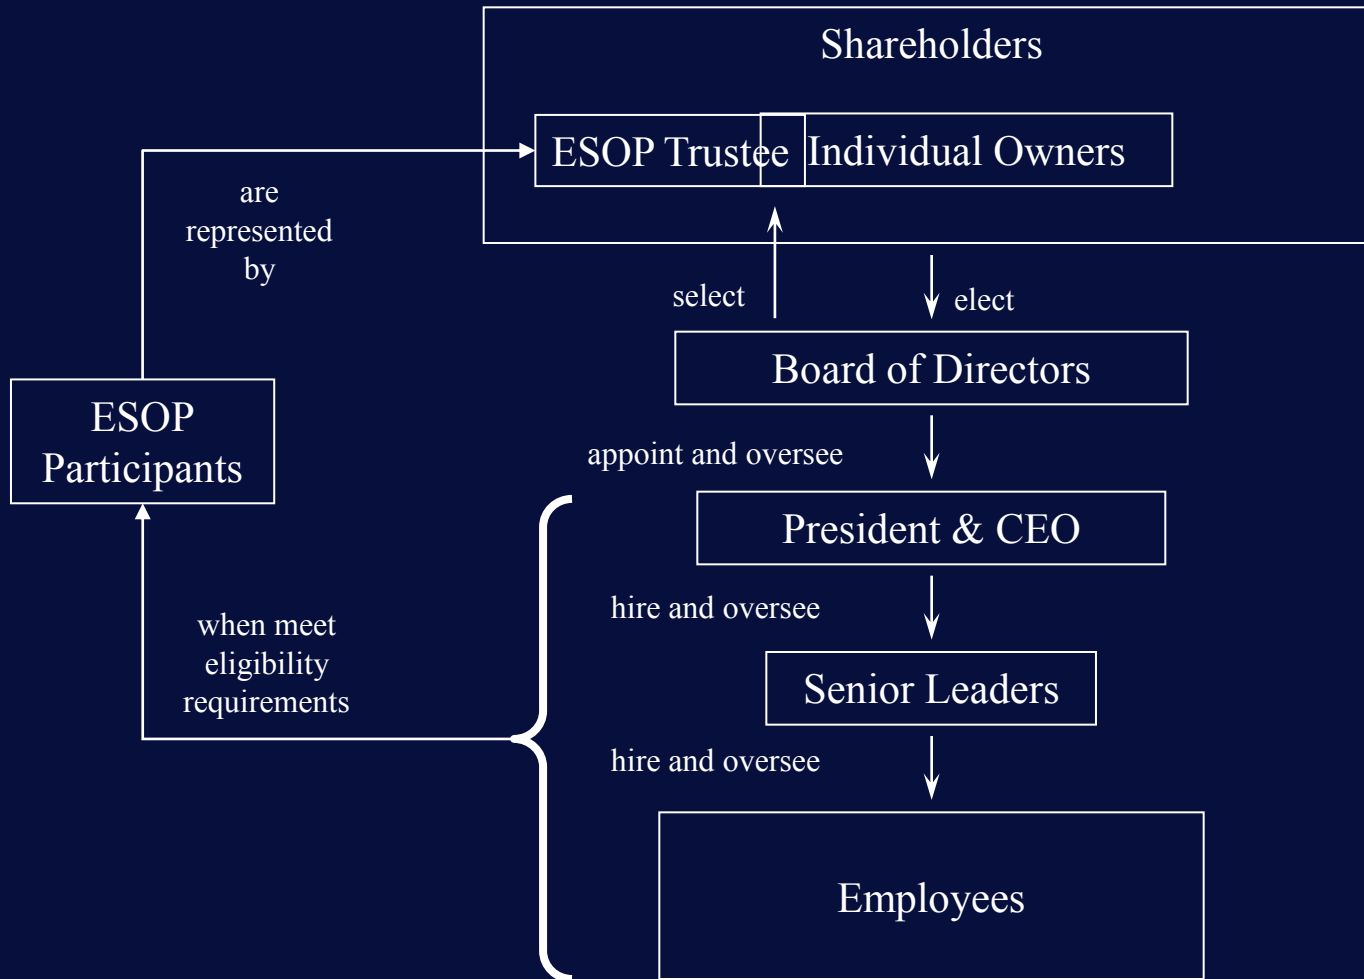 Shareholders
ESOP Trustee
Individual Owners
are
represented
by
select
elect
Board of Directors
ESOP
Participants
appoint and oversee
President & CEO
hire and oversee
when meet
eligibility
requirements
Senior Leaders
hire and oversee
Employees